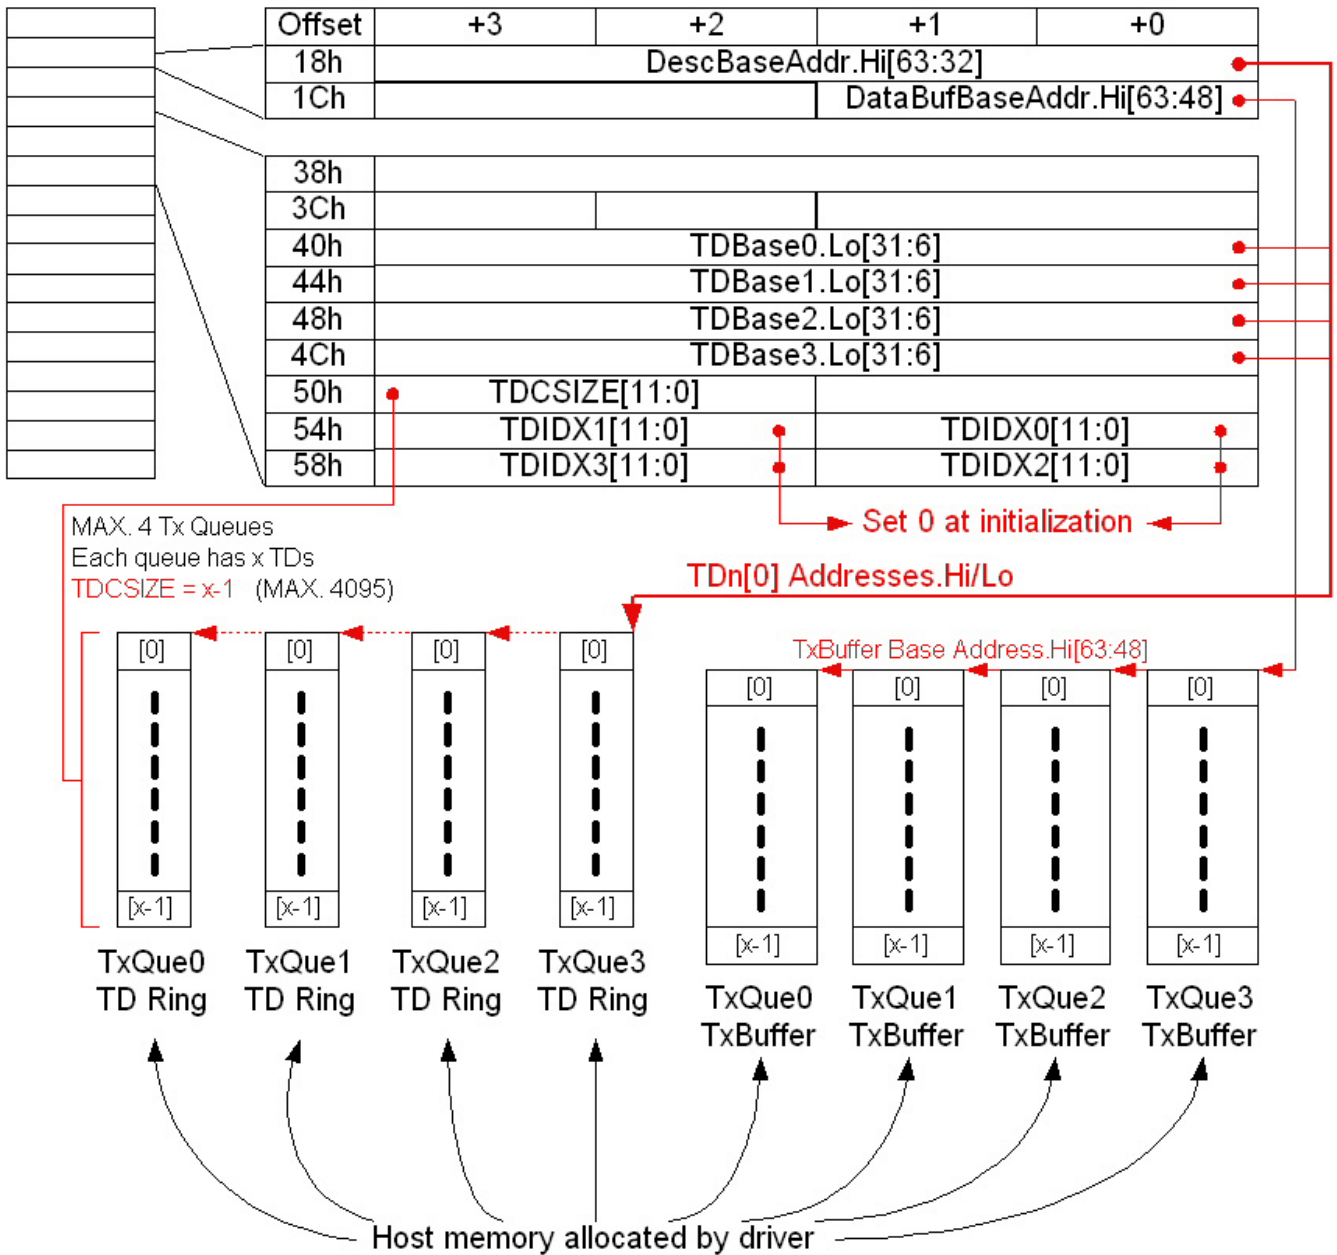 Offset +3 +2 +1 +0
18h DescBaseAddr.Hi[63:32]
1Ch DataBufBaseAddr.Hi[63:48]
38h
3Ch
40h TDBase0.Lo[31:6]
44h TDBase1.Lo[31:6]
48h TDBase2.Lo[31:6]
4Ch TDBase3.Lo[31:6]
50h TDCSIZE[11:0]
54h TDIDX1[11:0] TDIDX0[11:0]
58h TDIDX3[11:0] TDIDX2[11:0]
Set 0 at initialization
MAX. 4 Tx Queues
Each queue has x TDs
TDCSIZE = x-1 (MAX. 4095)
TDn[0] Addresses.Hi/Lo
TxBuffer Base Address.Hi[63:48]
[0] [0] [0] [0]
[0] [0] [0] [0]
[x-1] [x-1] [x-1] [x-1]
[x-1] [x-1] [x-1] [x-1]
TxQue0 TxQue1 TxQue2 TxQue3
TD Ring TD Ring TD Ring TD Ring
TxQue0 TxQue1 TxQue2 TxQue3
TxBuffer TxBuffer TxBuffer TxBuffer
Host memory allocated by driver